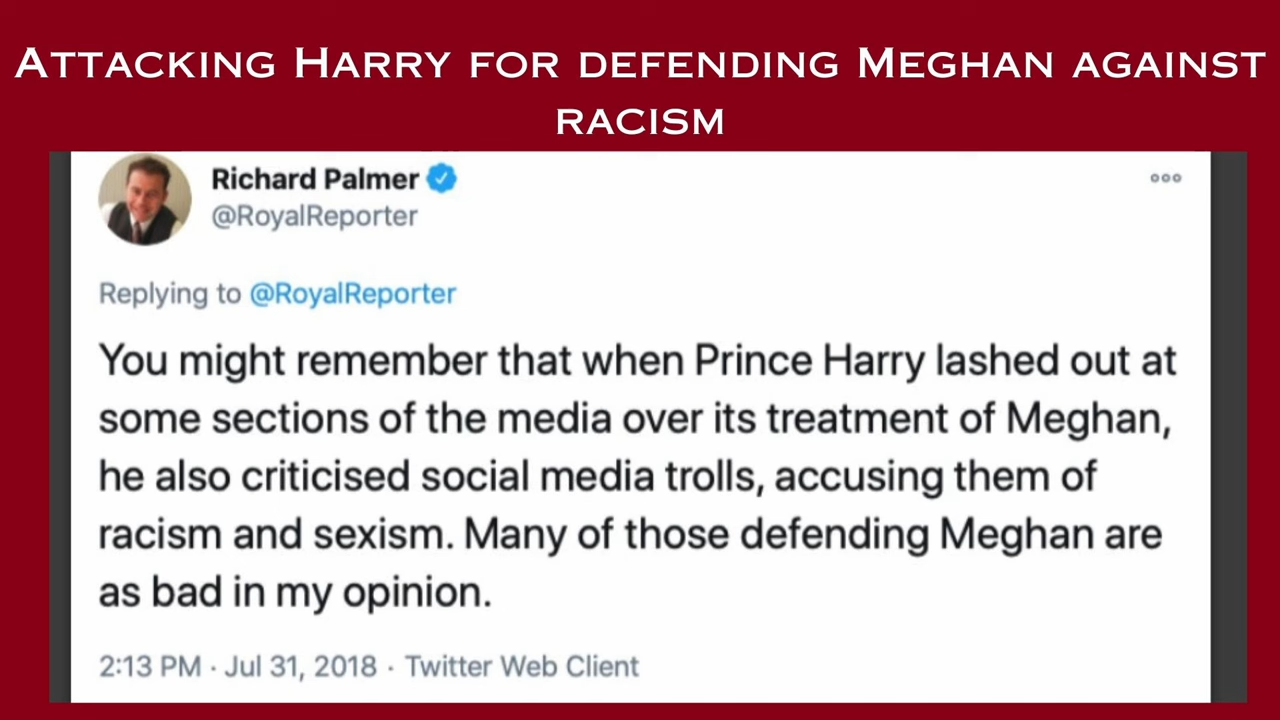 Attacking Harry for defending Meghan against
racism
Richard Palmer
@RoyalReporter
Replying to @RoyalReporter
You might remember that when Prince Harry lashed out at
some sections of the media over its treatment of Meghan,
he also criticised social media trolls, accusing them of
racism and sexism. Many of those defending Meghan are
as bad in my opinion.
2:13 PM · Jul 31, 2018 · Twitter Web Client